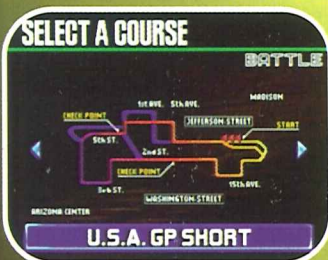 SELECT A COURSE
BATTLE
1st AVE. 5th AVE.
MADISON
CHECK POINT
JEFFERSON-STREET
START
5th ST.
2nd ST.
CHECK POINT
3rd ST.
15th AVE.
WASHINGTON-STREET
ARIZONA CENTER
U.S.A. GP SHORT